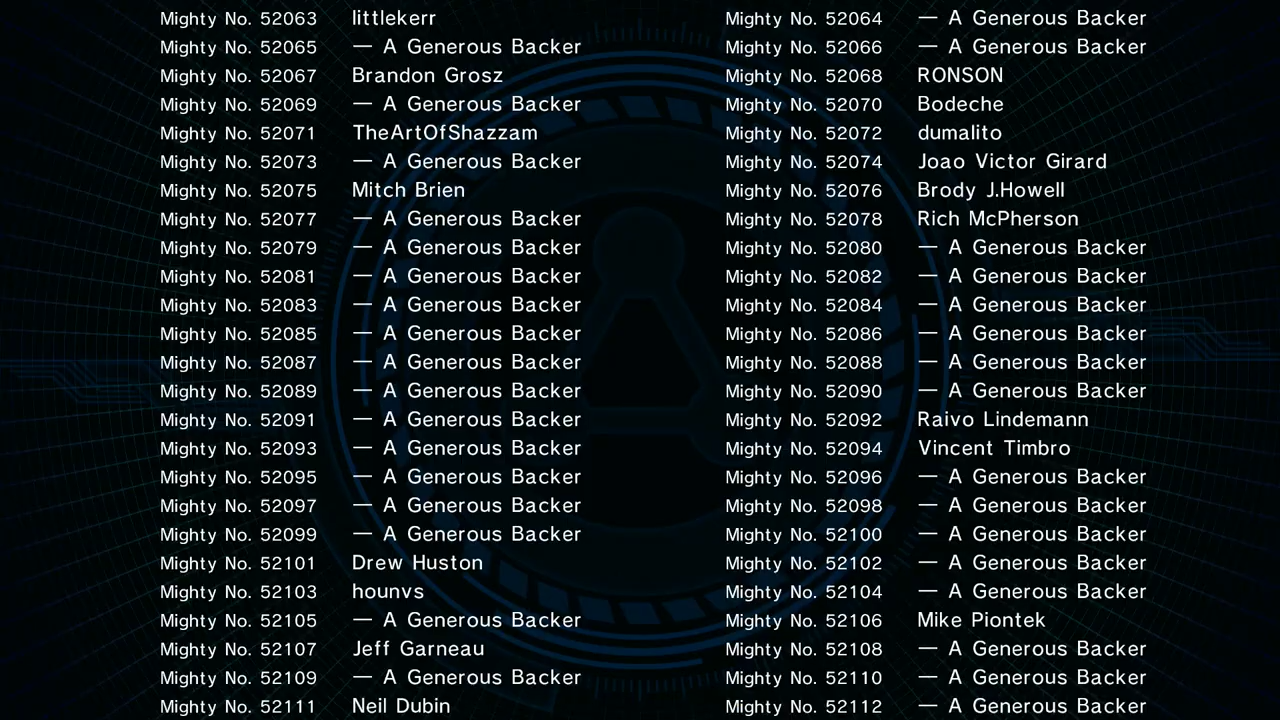 Mighty No. 52063 littlekerr Mighty No. 52064 — A Generous Backer
Mighty No. 52065 — A Generous Backer Mighty No. 52066 — A Generous Backer
Mighty No. 52067 Brandon Grosz Mighty No. 52068 RONSON
Mighty No. 52069 — A Generous Backer Mighty No. 52070 Bodeche
Mighty No. 52071 TheArtOfShazzam Mighty No. 52072 dumalito
Mighty No. 52073 — A Generous Backer Mighty No. 52074 Joao Victor Girard
Mighty No. 52075 Mitch Brien Mighty No. 52076 Brody J.Howell
Mighty No. 52077 — A Generous Backer Mighty No. 52078 Rich McPherson
Mighty No. 52079 — A Generous Backer Mighty No. 52080 — A Generous Backer
Mighty No. 52081 — A Generous Backer Mighty No. 52082 — A Generous Backer
Mighty No. 52083 — A Generous Backer Mighty No. 52084 — A Generous Backer
Mighty No. 52085 — A Generous Backer Mighty No. 52086 — A Generous Backer
Mighty No. 52087 — A Generous Backer Mighty No. 52088 — A Generous Backer
Mighty No. 52089 — A Generous Backer Mighty No. 52090 — A Generous Backer
Mighty No. 52091 — A Generous Backer Mighty No. 52092 Raivo Lindemann
Mighty No. 52093 — A Generous Backer Mighty No. 52094 Vincent Timbro
Mighty No. 52095 — A Generous Backer Mighty No. 52096 — A Generous Backer
Mighty No. 52097 — A Generous Backer Mighty No. 52098 — A Generous Backer
Mighty No. 52099 — A Generous Backer Mighty No. 52100 — A Generous Backer
Mighty No. 52101 Drew Huston Mighty No. 52102 — A Generous Backer
Mighty No. 52103 hounvs Mighty No. 52104 — A Generous Backer
Mighty No. 52105 — A Generous Backer Mighty No. 52106 Mike Piontek
Mighty No. 52107 Jeff Garneau Mighty No. 52108 — A Generous Backer
Mighty No. 52109 — A Generous Backer Mighty No. 52110 — A Generous Backer
Mighty No. 52111 Neil Dubin Mighty No. 52112 — A Generous Backer